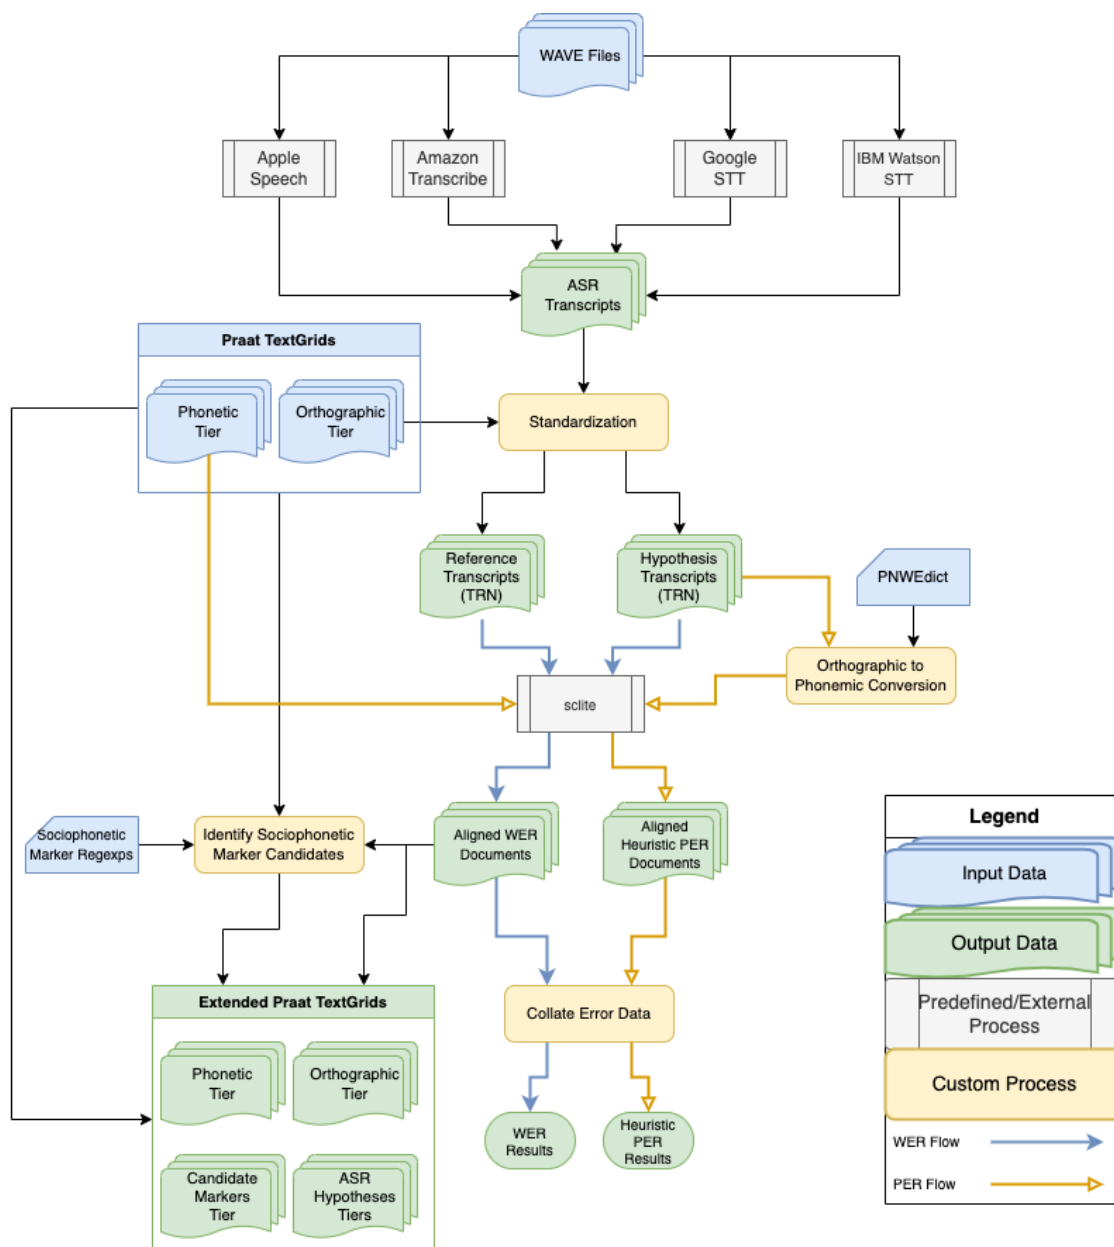 WAVE Files
Apple
Speech
Amazon
Transcribe
Google
STT
IBM Watson
STT
ASR
Transcripts
Praat TextGrids
Phonetic
Tier
Orthographic
Tier
Standardization
Reference
Transcripts
(TRN)
Hypothesis
Transcripts
(TRN)
PNWEdict
Orthographic to
Phonemic Conversion
sclite
Sociophonetic
Marker Regexps
Identify Sociophonetic
Marker Candidates
Aligned WER
Documents
Aligned
Heuristic PER
Documents
Extended Praat TextGrids
Phonetic
Tier
Orthographic
Tier
Candidate
Markers
Tier
ASR
Hypotheses
Tiers
Collate Error Data
WER
Results
Heuristic
PER
Results
Legend
Input Data
Output Data
Predefined/External
Process
Custom Process
WER Flow
PER Flow